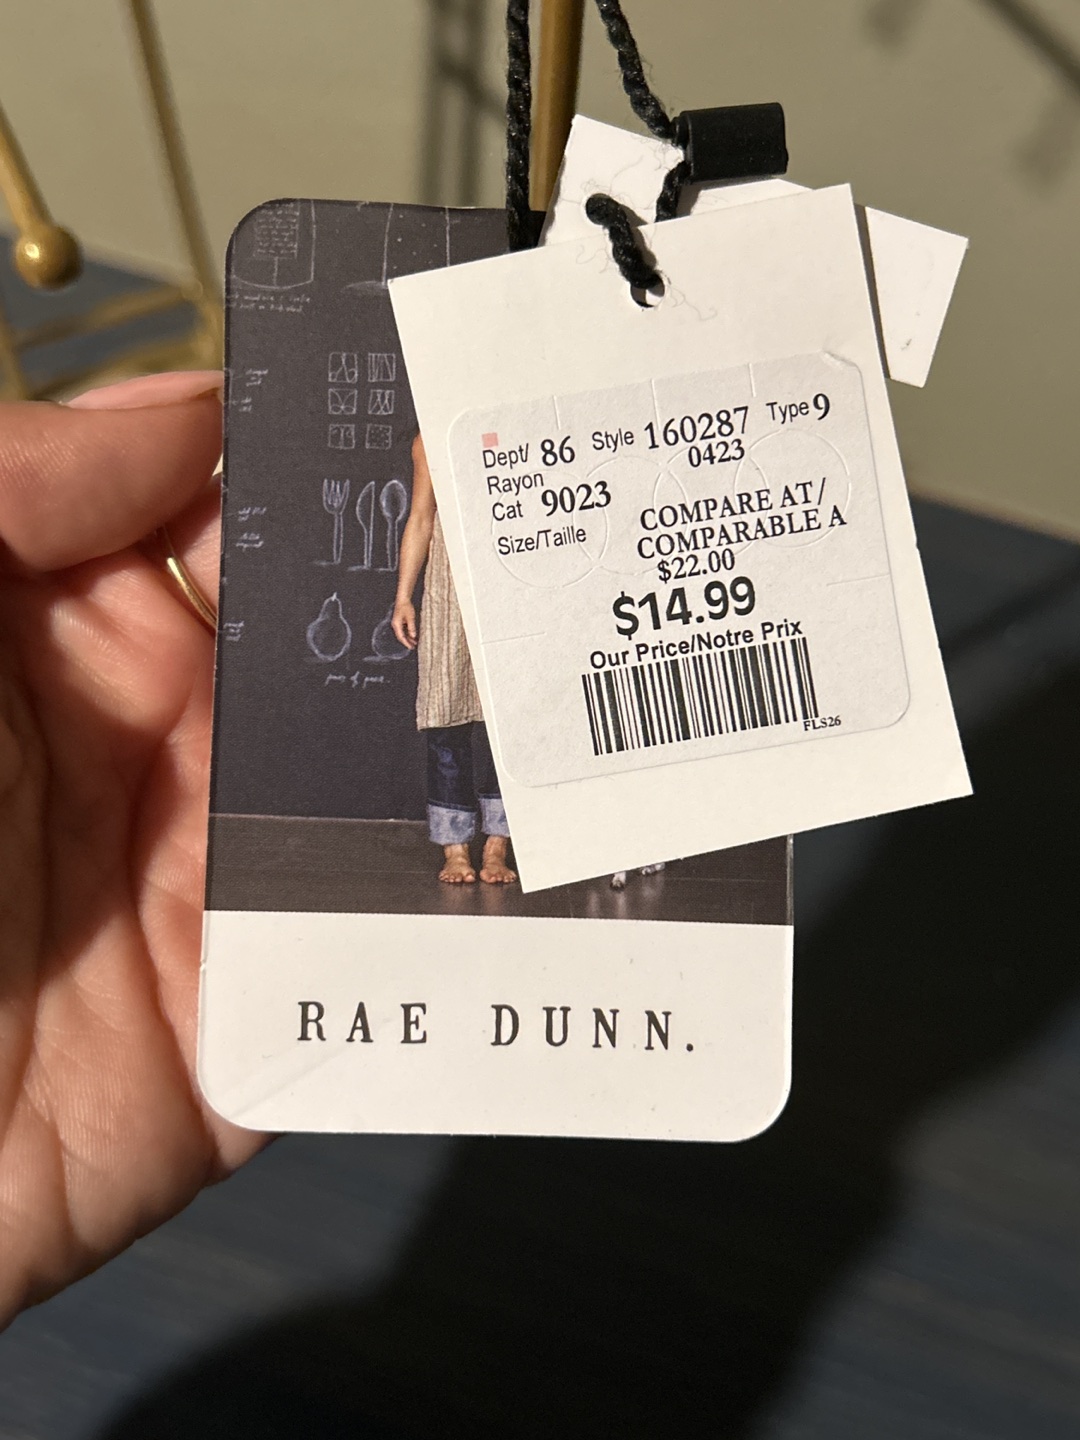 Dept/ 86 Style 160287 Type 9
Rayon 0423
Cat 9023
COMPARE AT/
Size/Taille COMPARABLE A
$22.00
$14.99
Our Price/Notre Prix
FLS26
RAE DUNN.